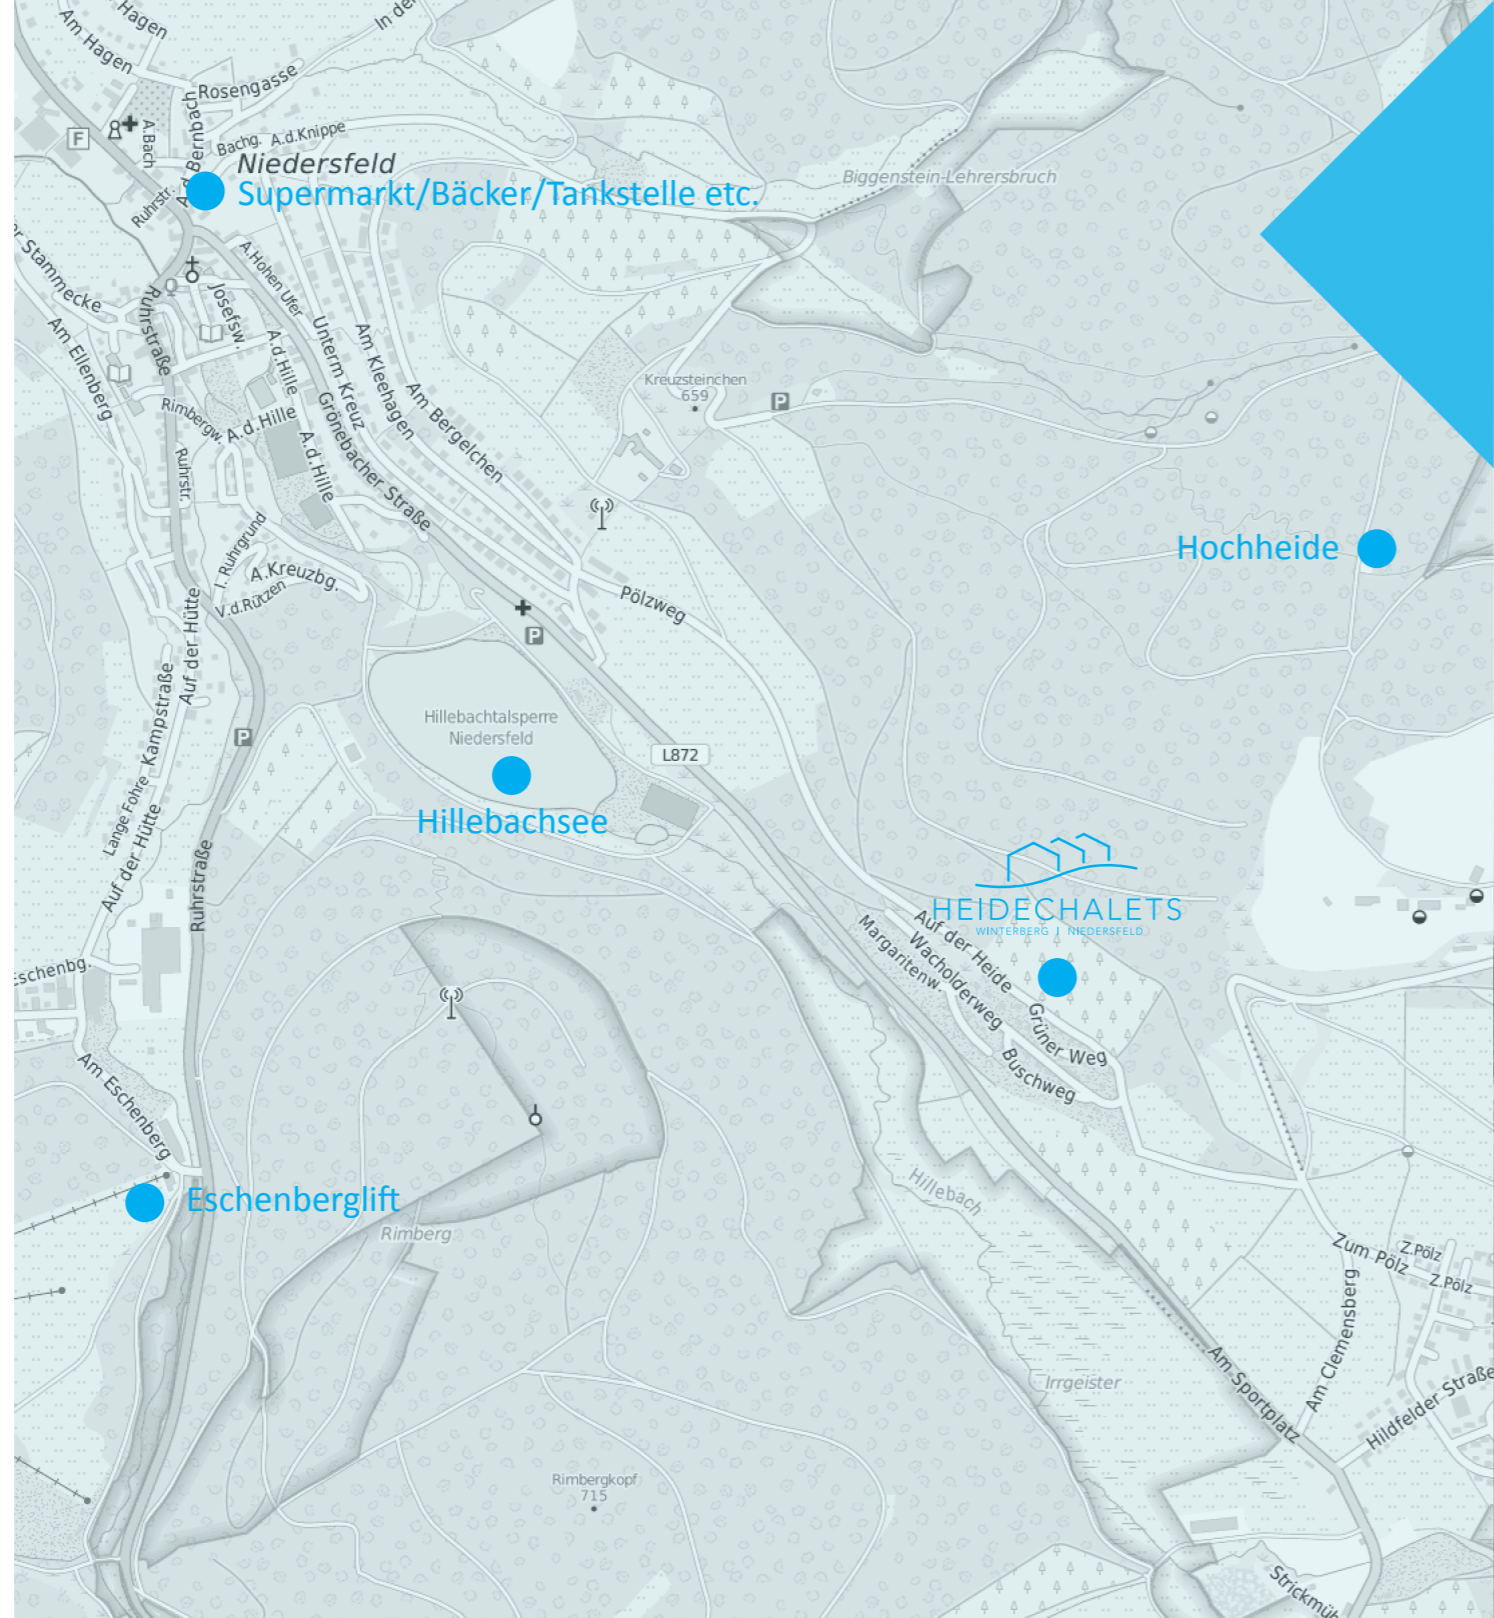 Hagen
In de
Am Hagen
Rosengasse
A.d Bernbach
A.Bach
Bachg.
A.d.Knippe
F
Niedersfeld
Supermarkt/Bäcker/Tankstelle etc.
Biggenstein-Lehrersbruch
Ruhrstr.
er Stammecke
A.Hohen Ufer
Josefsw.
Ruhrstraße
Am Ellenberg
A.d.Hille
Unterm Kreuz
Am Kleehagen
Am Bergelchen
Kreuzsteinchen
659
P
Grönebacher Straße
Rimbergw.
A.d.Hille
A.d.Hille
Ruhrstr.
I. Ruhrgrund
A.Kreuzbg.
V.d.Rützen
Hochheide
Pölzweg
P
Auf der Hütte
Kampstraße
Hillebachtalsperre
Niedersfeld
P
L872
Lange Fohre
Auf der Hütte
Hillebachsee
Ruhrstraße
HEIDECHALETS
WINTERBERG | NIEDERSFELD
Auf der Heide
Margaritenw.
Wacholderweg
Eschenbg.
Grüner Weg
Buschweg
Am Eschenberg
Eschenberglift
Hillebach
Rimberg
Zum Pölz
Z.Pölz
Z.Pölz
Am Clemensberg
Am Sportplatz
Irrgeister
Hildfelder Straße
Rimbergkopf
715
Strickmüh